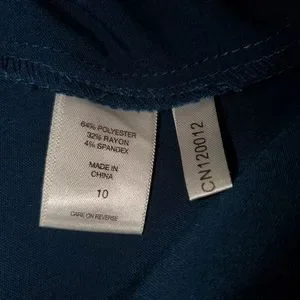 64% POLYESTER
32% RAYON
4% SPANDEX
MADE IN
CHINA
10
CARE ON REVERSE
CN120012